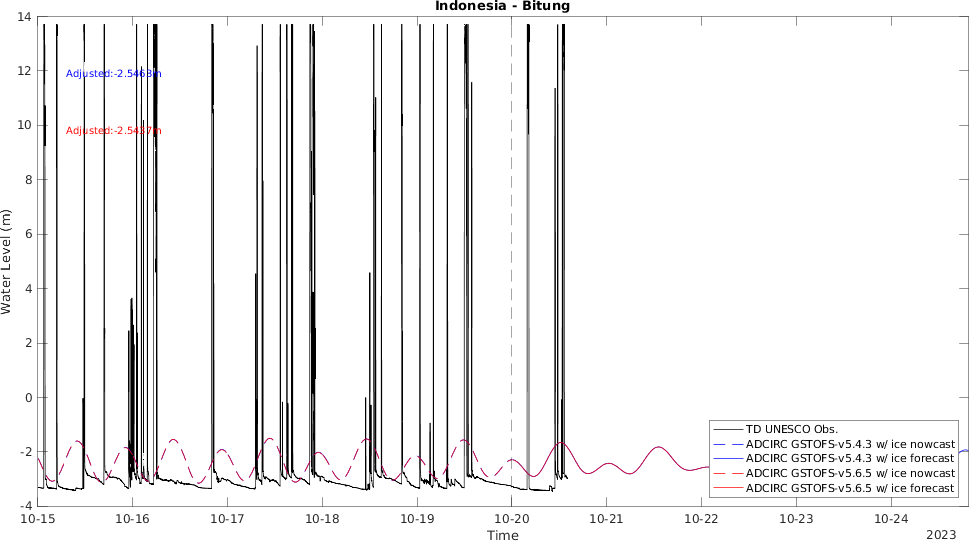 Indonesia - Bitung
14
12
10
8
6
4
2
0
-2
-4
Water Level (m)
Adjusted:-2.5463m
Adjusted:-2.5437m
TD UNESCO Obs.
ADCIRC GSTOFS-v5.4.3 w/ ice nowcast
ADCIRC GSTOFS-v5.4.3 w/ ice forecast
ADCIRC GSTOFS-v5.6.5 w/ ice nowcast
ADCIRC GSTOFS-v5.6.5 w/ ice forecast
10-15 10-16 10-17 10-18 10-19 10-20 10-21 10-22 10-23 10-24
Time
2023